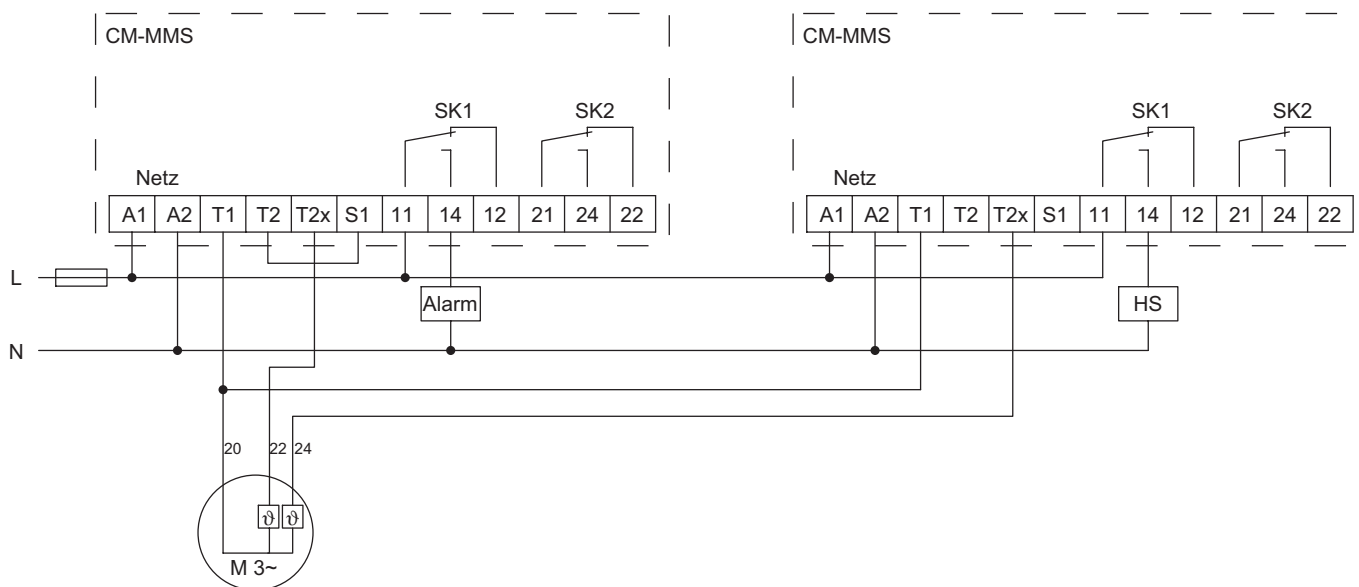 CM-MMS CM-MMS
SK1 SK2 SK1 SK2
Netz Netz
A1 A2 T1 T2 T2x S1 11 14 12 21 24 22 A1 A2 T1 T2 T2x S1 11 14 12 21 24 22
L
Alarm HS
N
20 22 24
ϑ ϑ
M 3~